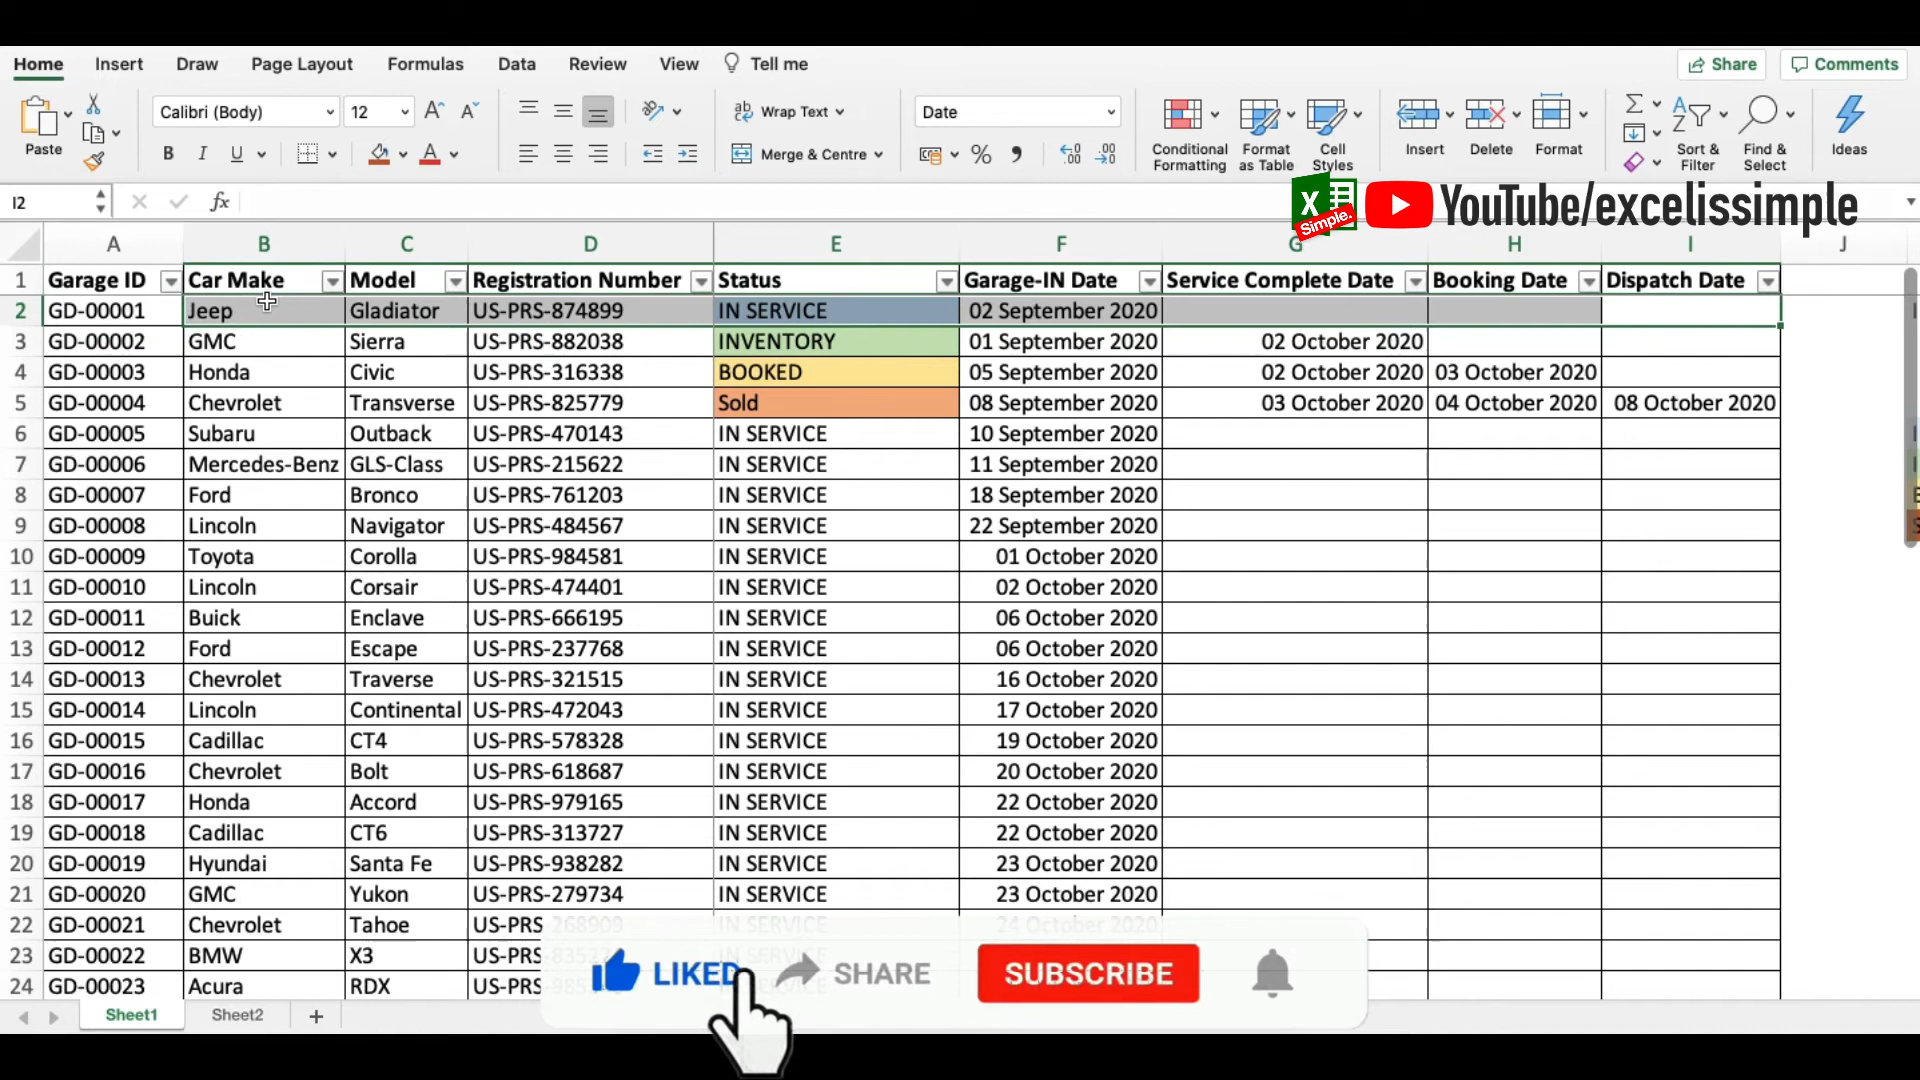 Home Insert Draw Page Layout Formulas Data Review View Tell me Share Comments
Calibri (Body) 12 Wrap Text Date
Paste B I U Merge & Centre % Conditional Formatting Format as Table Cell Styles Insert Delete Format Sort & Filter Find & Select Ideas
I2 fx X Simple. YouTube/excelissimple
A B C D E F G H I J
1 Garage ID Car Make Model Registration Number Status Garage-IN Date Service Complete Date Booking Date Dispatch Date
2 GD-00001 Jeep Gladiator US-PRS-874899 IN SERVICE 02 September 2020
3 GD-00002 GMC Sierra US-PRS-882038 INVENTORY 01 September 2020 02 October 2020
4 GD-00003 Honda Civic US-PRS-316338 BOOKED 05 September 2020 02 October 2020 03 October 2020
5 GD-00004 Chevrolet Transverse US-PRS-825779 Sold 08 September 2020 03 October 2020 04 October 2020 08 October 2020
6 GD-00005 Subaru Outback US-PRS-470143 IN SERVICE 10 September 2020
7 GD-00006 Mercedes-Benz GLS-Class US-PRS-215622 IN SERVICE 11 September 2020
8 GD-00007 Ford Bronco US-PRS-761203 IN SERVICE 18 September 2020
9 GD-00008 Lincoln Navigator US-PRS-484567 IN SERVICE 22 September 2020
10 GD-00009 Toyota Corolla US-PRS-984581 IN SERVICE 01 October 2020
11 GD-00010 Lincoln Corsair US-PRS-474401 IN SERVICE 02 October 2020
12 GD-00011 Buick Enclave US-PRS-666195 IN SERVICE 06 October 2020
13 GD-00012 Ford Escape US-PRS-237768 IN SERVICE 06 October 2020
14 GD-00013 Chevrolet Traverse US-PRS-321515 IN SERVICE 16 October 2020
15 GD-00014 Lincoln Continental US-PRS-472043 IN SERVICE 17 October 2020
16 GD-00015 Cadillac CT4 US-PRS-578328 IN SERVICE 19 October 2020
17 GD-00016 Chevrolet Bolt US-PRS-618687 IN SERVICE 20 October 2020
18 GD-00017 Honda Accord US-PRS-979165 IN SERVICE 22 October 2020
19 GD-00018 Cadillac CT6 US-PRS-313727 IN SERVICE 22 October 2020
20 GD-00019 Hyundai Santa Fe US-PRS-938282 IN SERVICE 23 October 2020
21 GD-00020 GMC Yukon US-PRS-279734 IN SERVICE 23 October 2020
22 GD-00021 Chevrolet Tahoe US-PRS-268909 IN SERVICE 24 October 2020
23 GD-00022 BMW X3
24 GD-00023 Acura RDX
LIKED SHARE SUBSCRIBE
Sheet1 Sheet2 +